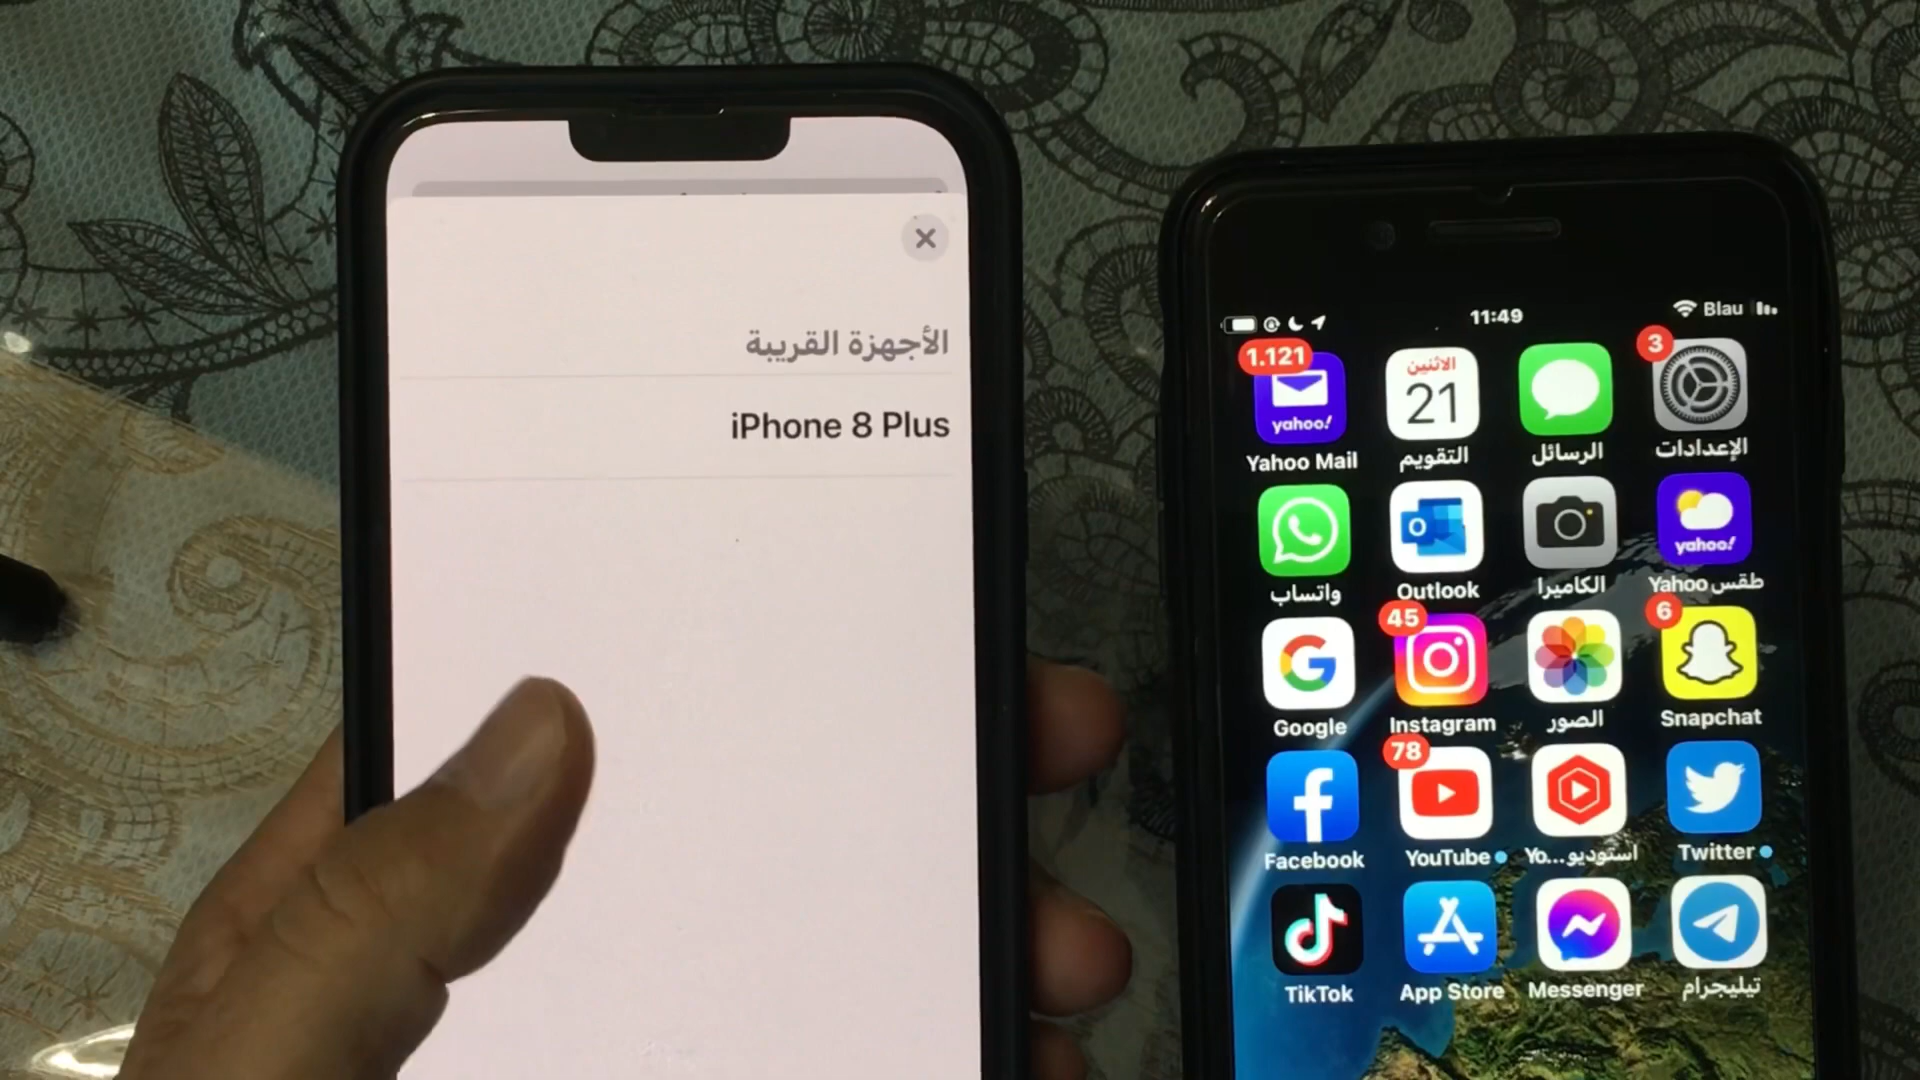 الأجهزة القريبة
iPhone 8 Plus
11:49
Blau
1.121
yahoo!
Yahoo Mail
الاثنين
21
التقويم
الرسائل
3
الإعدادات
واتساب
Outlook
الكاميرا
yahoo!
طقس Yahoo
Google
45
Instagram
الصور
6
Snapchat
Facebook
78
YouTube
استوديو Yo...
Twitter
TikTok
App Store
Messenger
تيليجرام